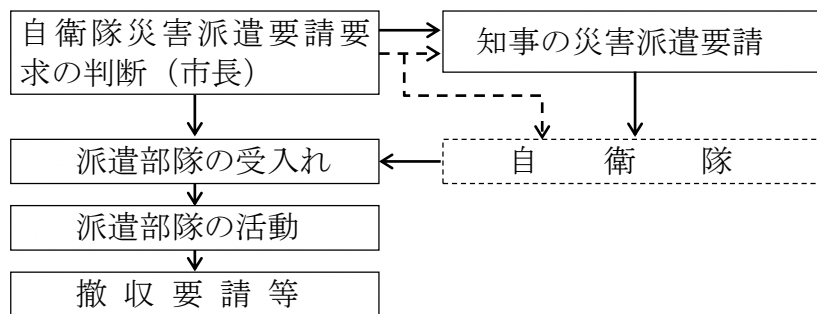 自衛隊災害派遣要請要
求の判断（市長）
知事の災害派遣要請
派遣部隊の受入れ
自衛隊
派遣部隊の活動
撤収要請等